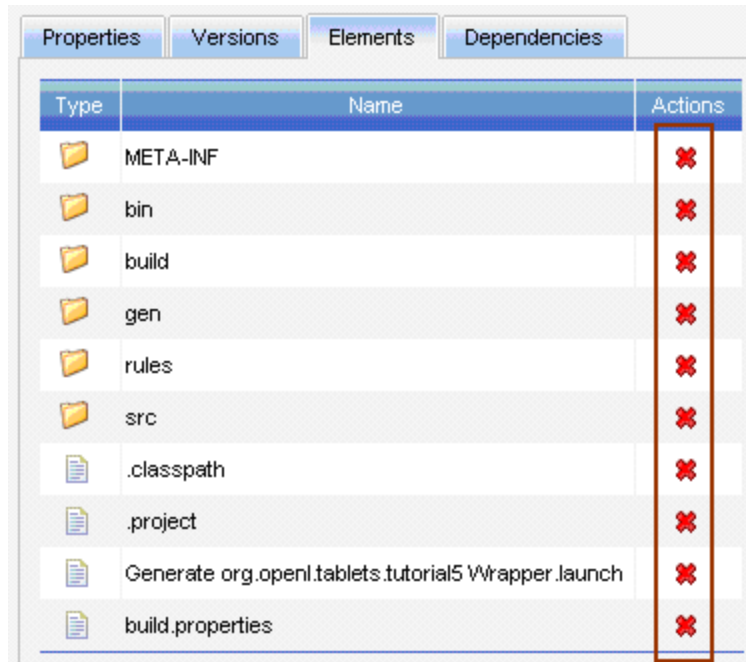 Properties Versions Elements Dependencies
Type Name Actions
META-INF
bin
build
gen
rules
src
.classpath
.project
Generate org.openl.tablets.tutorial5 Wrapper.launch
build.properties